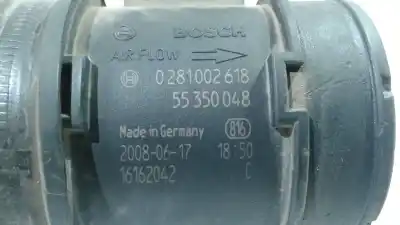 BOSCH
AIR FLOW
0 281 002 618
55 350 048
Made in Germany 816
2008-06-17 18:50
16162042 C